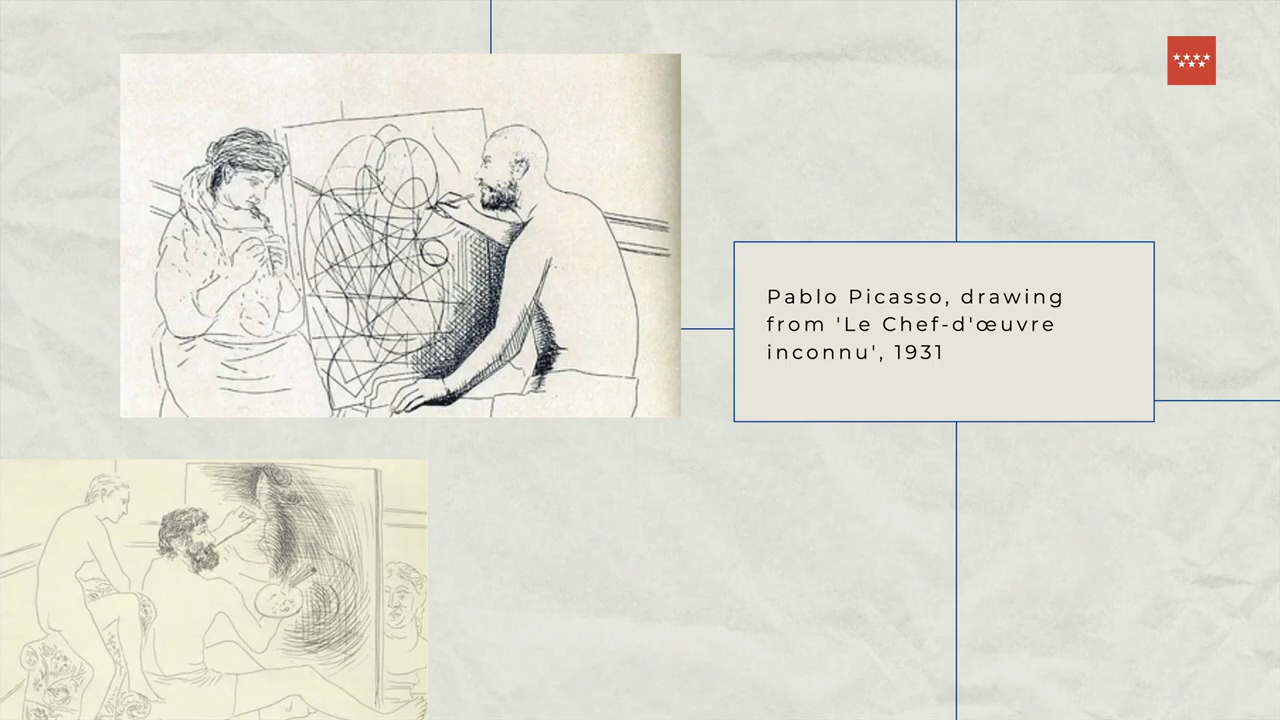 Pablo Picasso, drawing
from 'Le Chef-d'œuvre
inconnu', 1931